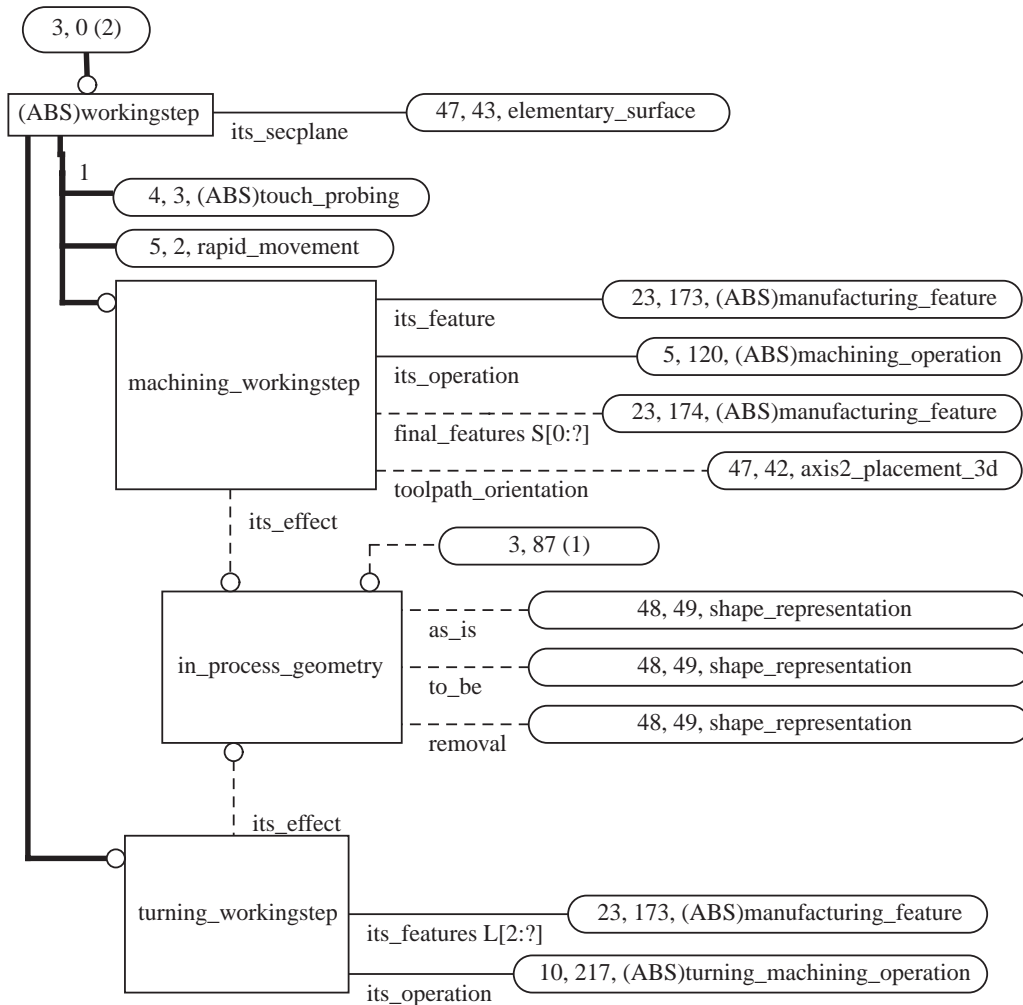 3, 0 (2)
(ABS)workingstep
47, 43, elementary_surface
its_secplane
1
4, 3, (ABS)touch_probing
5, 2, rapid_movement
23, 173, (ABS)manufacturing_feature
its_feature
5, 120, (ABS)machining_operation
its_operation
machining_workingstep
23, 174, (ABS)manufacturing_feature
final_features S[0:?]
47, 42, axis2_placement_3d
toolpath_orientation
its_effect
3, 87 (1)
48, 49, shape_representation
as_is
in_process_geometry
48, 49, shape_representation
to_be
48, 49, shape_representation
removal
its_effect
turning_workingstep
23, 173, (ABS)manufacturing_feature
its_features L[2:?]
10, 217, (ABS)turning_machining_operation
its_operation